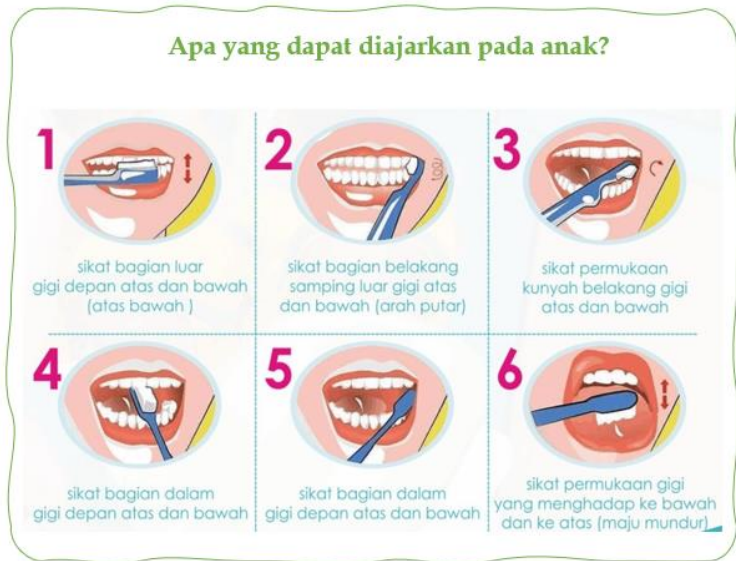 Apa yang dapat diajarkan pada anak?
1
sikat bagian luar
gigi depan atas dan bawah
(atas bawah )
2
sikat bagian belakang
samping luar gigi atas
dan bawah (arah putar)
3
sikat permukaan
kunyah belakang gigi
atas dan bawah
4
sikat bagian dalam
gigi depan atas dan bawah
5
sikat bagian dalam
gigi depan atas dan bawah
6
sikat permukaan gigi
yang menghadap ke bawah
dan ke atas (maju mundur)